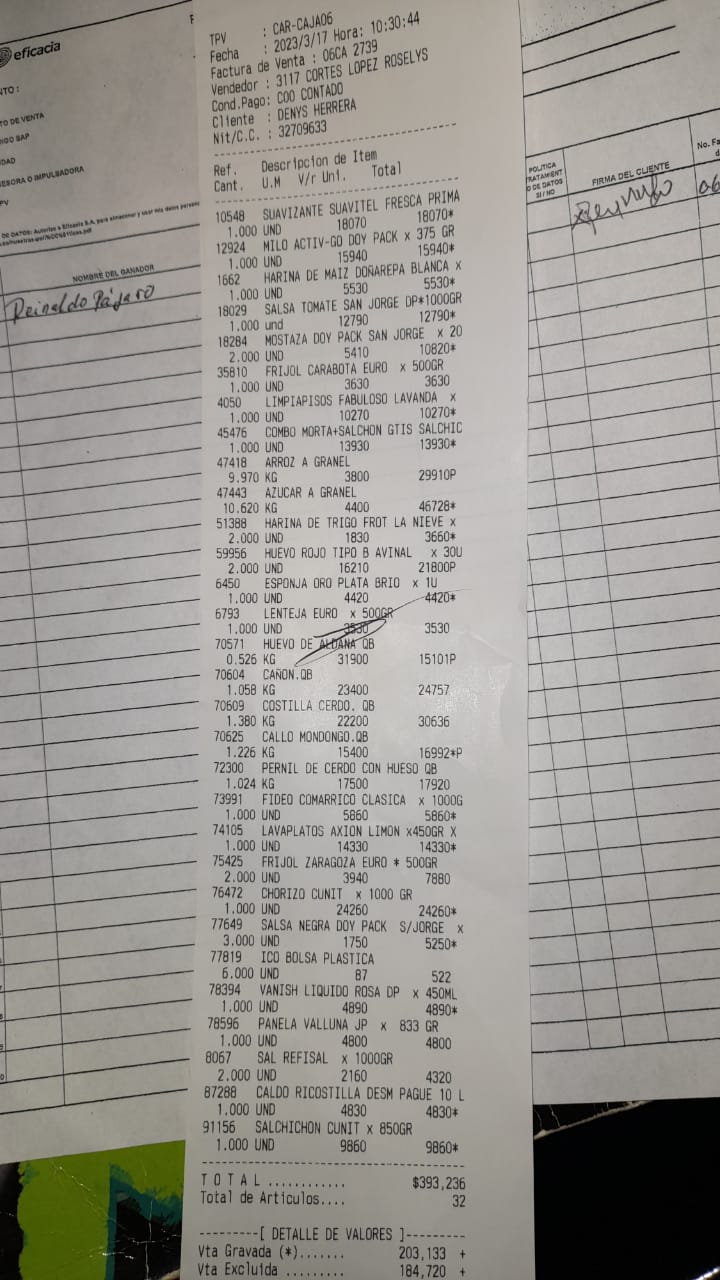 eficacia
NTO :
TO DE VENTA
DIGO SAP
DAD
SESORA O IMPULSADORA
PV
NOMBRE DEL GANADOR
Reinaldo Pájaro
TPV : CAR-CAJA06
Fecha : 2023/3/17 Hora: 10:30:44
Factura de Venta : 06CA 2739
Vendedor : 3117 CORTES LOPEZ ROSELYS
Cond.Pago: C00 CONTADO
Cliente : DENYS HERRERA
Nit/C.C. : 32709633
Ref. Descripcion de Item
Cant. U.M V/r Uni. Total
10548 SUAVIZANTE SUAVITEL FRESCA PRIMA
1.000 UND 18070 18070*
12924 MILO ACTIV-GO DOY PACK x 375 GR
1.000 UND 15940 15940*
1662 HARINA DE MAIZ DOÑAREPA BLANCA x
1.000 UND 5530 5530*
18029 SALSA TOMATE SAN JORGE DP*1000GR
1.000 und 12790 12790*
18284 MOSTAZA DOY PACK SAN JORGE x 20
2.000 UND 5410 10820*
35810 FRIJOL CARABOTA EURO x 500GR
1.000 UND 3630 3630
4050 LIMPIAPISOS FABULOSO LAVANDA x
1.000 UND 10270 10270*
45476 COMBO MORTA+SALCHON GTIS SALCHIC
1.000 UND 13930 13930*
47418 ARROZ A GRANEL
9.970 KG 3800 29910P
47443 AZUCAR A GRANEL
10.620 KG 4400 46728*
51388 HARINA DE TRIGO FROT LA NIEVE x
2.000 UND 1830 3660*
59956 HUEVO ROJO TIPO B AVINAL x 30U
2.000 UND 16210 21800P
6450 ESPONJA ORO PLATA BRIO x 1U
1.000 UND 4420 4420*
6793 LENTEJA EURO x 500GR
1.000 UND 3530 3530
70571 HUEVO DE ALDANA QB
0.526 KG 31900 15101P
70604 CAÑON.QB
1.058 KG 23400 24757
70609 COSTILLA CERDO. QB
1.380 KG 22200 30636
70625 CALLO MONDONGO.QB
1.226 KG 15400 16992*P
72300 PERNIL DE CERDO CON HUESO QB
1.024 KG 17500 17920
73991 FIDEO COMARRICO CLASICA x 1000G
1.000 UND 5860 5860*
74105 LAVAPLATOS AXION LIMON x450GR X
1.000 UND 14330 14330*
75425 FRIJOL ZARAGOZA EURO * 500GR
2.000 UND 3940 7880
76472 CHORIZO CUNIT x 1000 GR
1.000 UND 24260 24260*
77649 SALSA NEGRA DOY PACK S/JORGE x
3.000 UND 1750 5250*
77819 ICO BOLSA PLASTICA
6.000 UND 87 522
78394 VANISH LIQUIDO ROSA DP x 450ML
1.000 UND 4890 4890*
78596 PANELA VALLUNA JP x 833 GR
1.000 UND 4800 4800
8067 SAL REFISAL x 1000GR
2.000 UND 2160 4320
87288 CALDO RICOSTILLA DESM PAGUE 10 L
1.000 UND 4830 4830*
91156 SALCHICHON CUNIT x 850GR
1.000 UND 9860 9860*
T O T A L ............ $393,236
Total de Articulos.... 32
---------[ DETALLE DE VALORES ]---------
Vta Gravada (*)....... 203,133 +
Vta Excluida ......... 184,720 +
POLITICA
TRATAMIENT
O DE DATOS
SI / NO
FIRMA DEL CLIENTE
No. Fa